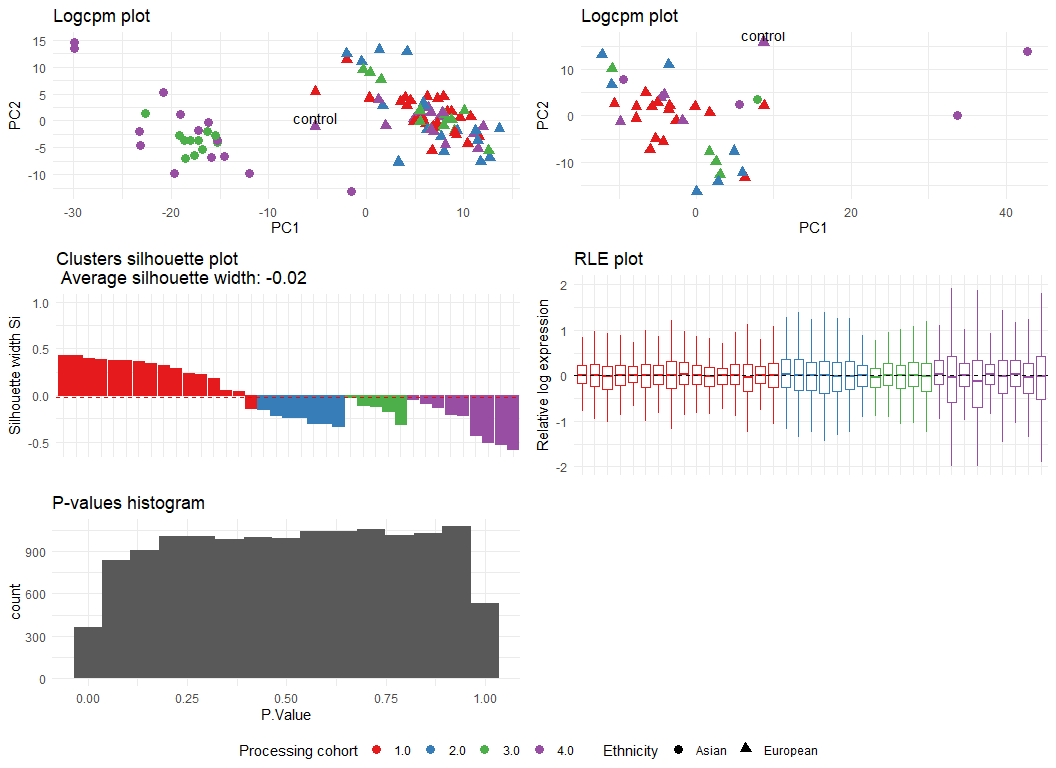 Logcpm plot
15
10
5
0
-5
-10
PC2
control
-30
-20
-10
0
10
PC1
Logcpm plot
10
0
-10
PC2
control
0
20
40
PC1
Clusters silhouette plot
Average silhouette width: -0.02
1.0
0.5
0.0
-0.5
Silhouette width Si
RLE plot
2
1
0
-1
-2
Relative log expression
P-values histogram
900
600
300
0
count
0.00
0.25
0.50
0.75
1.00
P.Value
Processing cohort 1.0 2.0 3.0 4.0 Ethnicity Asian European